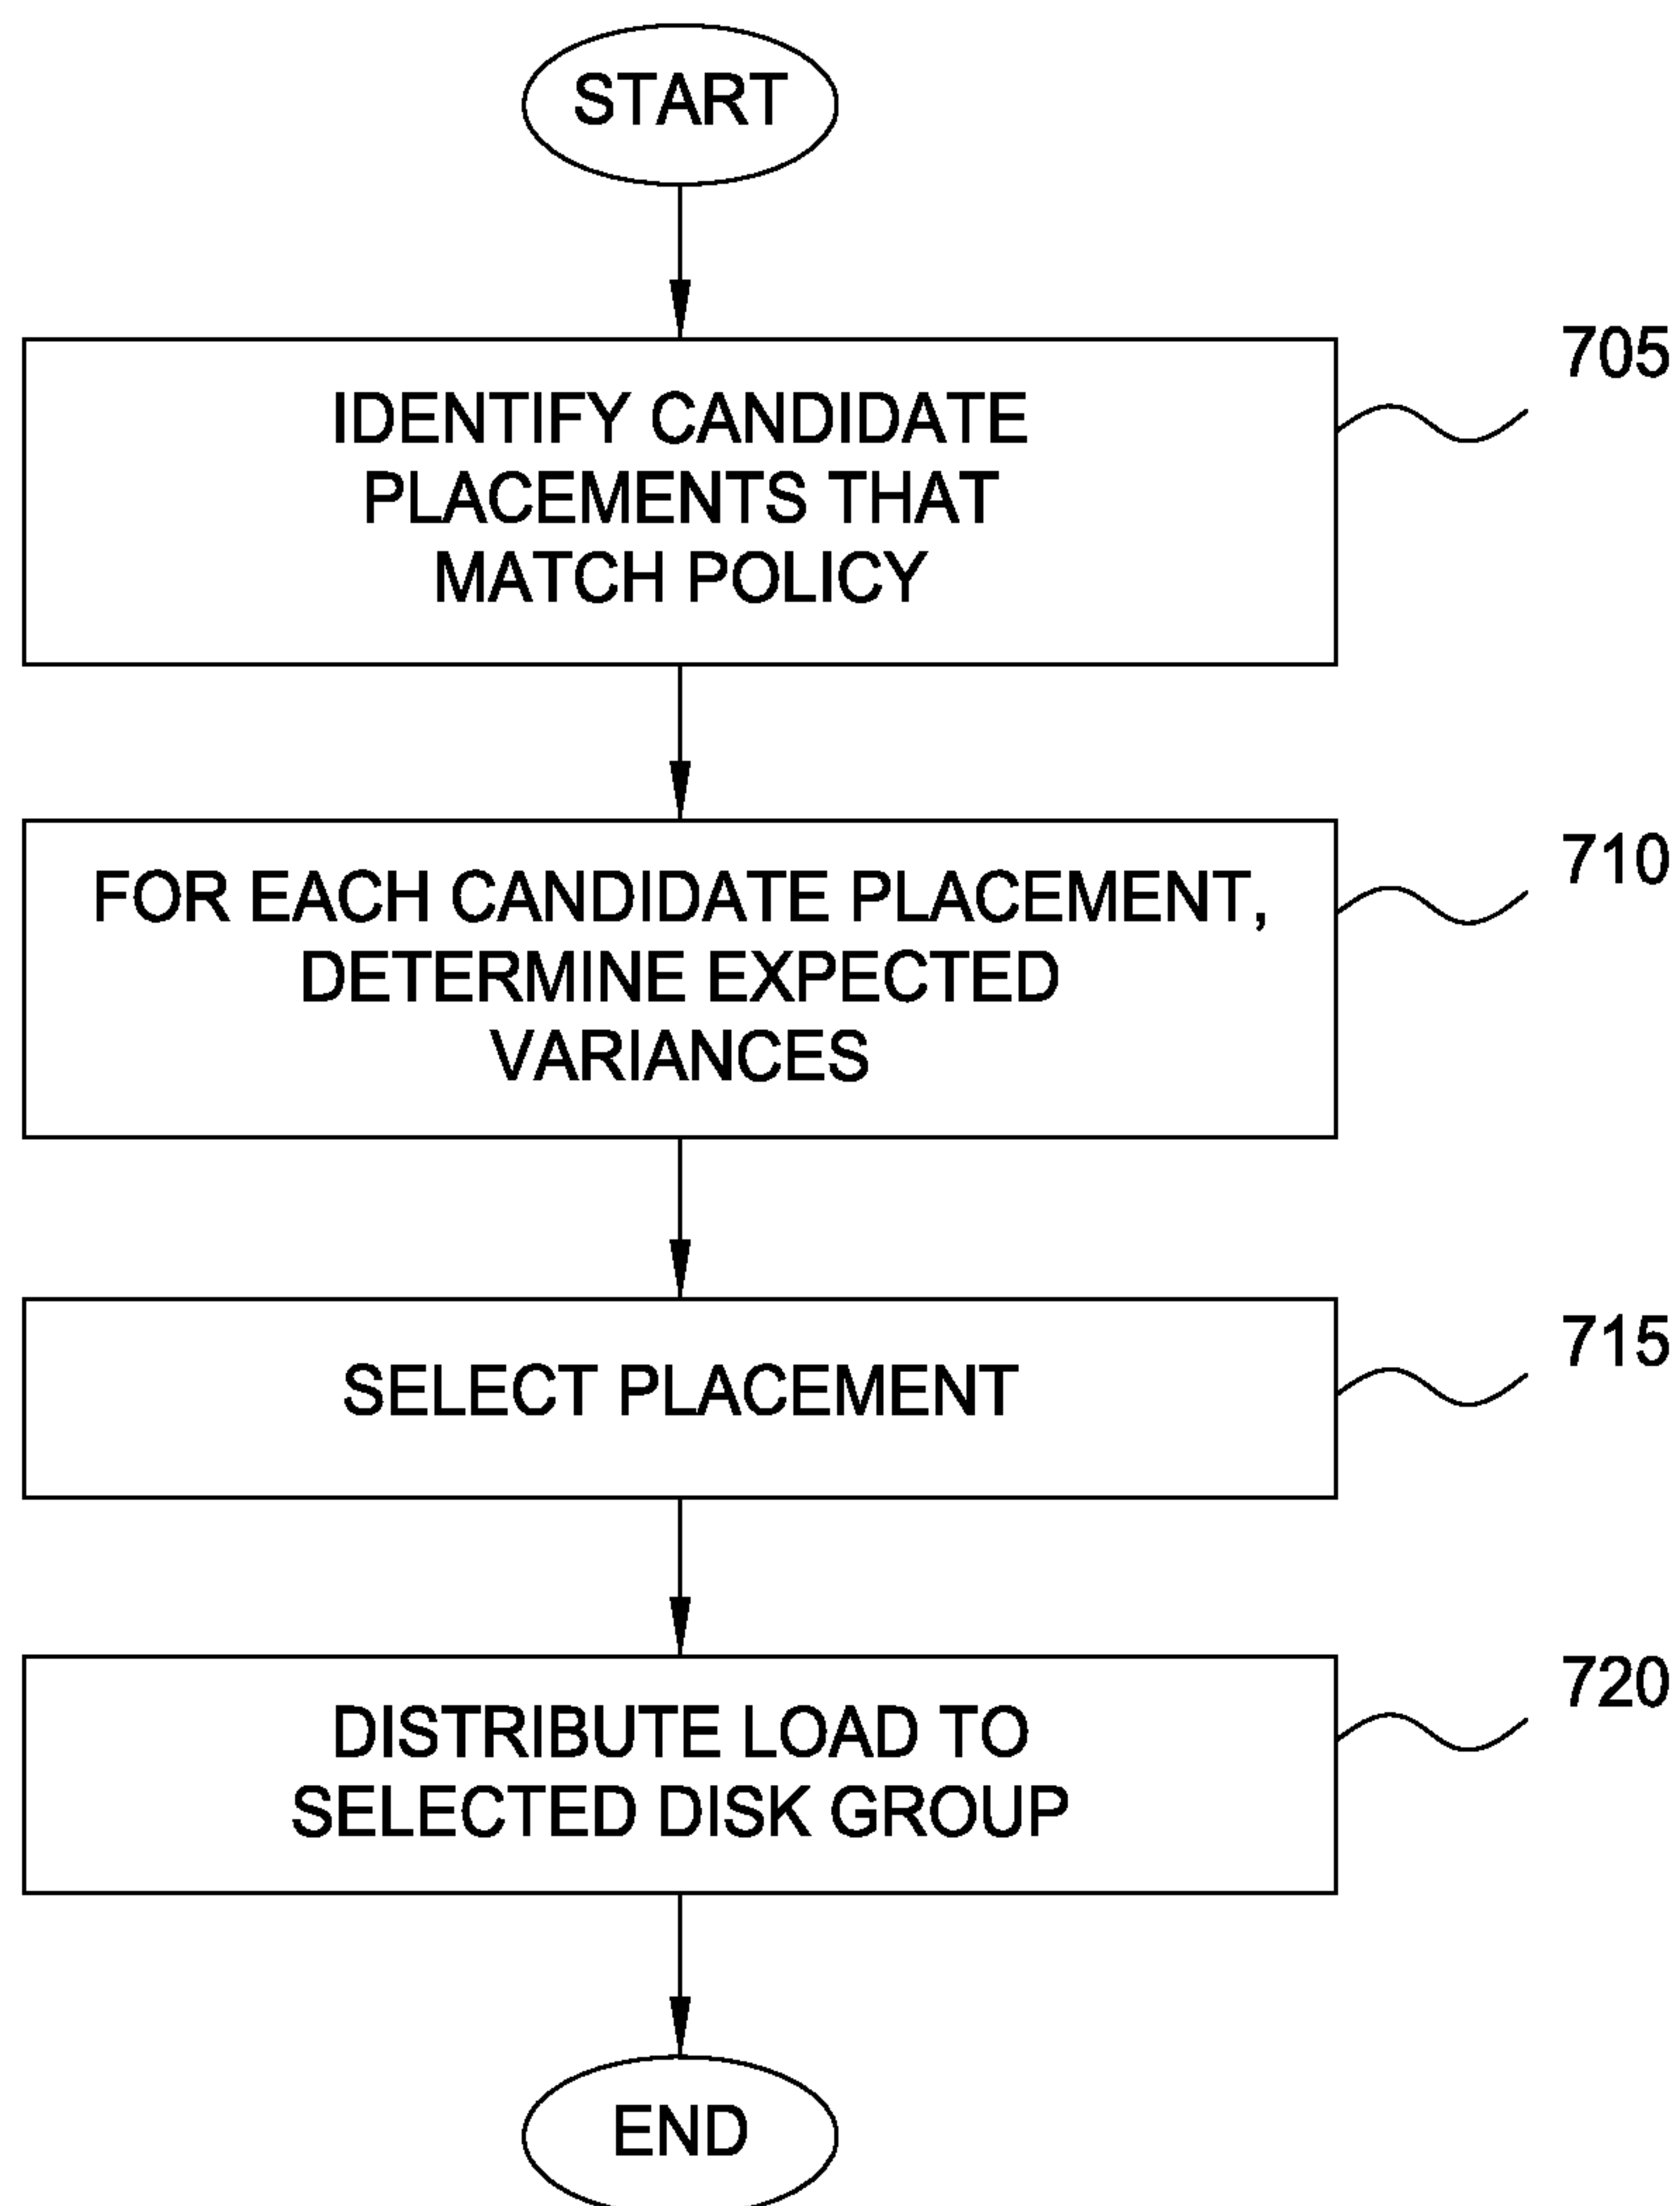 START
705
IDENTIFY CANDIDATE
PLACEMENTS THAT
MATCH POLICY
710
FOR EACH CANDIDATE PLACEMENT,
DETERMINE EXPECTED
VARIANCES
715
SELECT PLACEMENT
720
DISTRIBUTE LOAD TO
SELECTED DISK GROUP
END